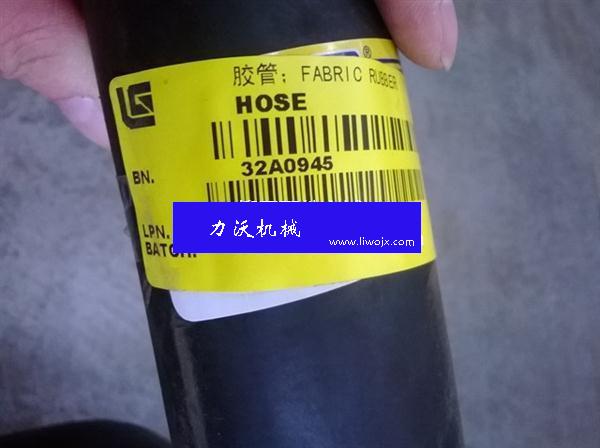 ®
胶管；FABRIC RUBBER
HOSE
BN.
32A0945
LPN.
BATCH:
力沃机械
www.liwojx.com